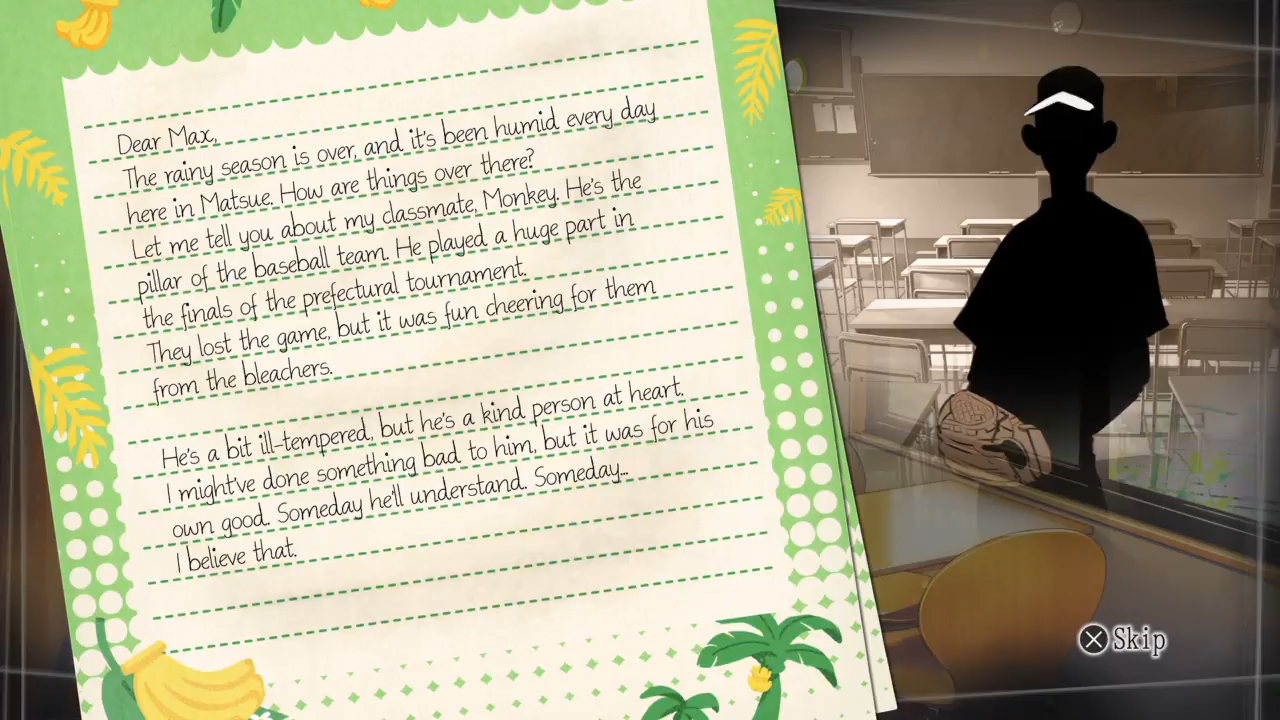 Dear Max,
The rainy season is over, and it's been humid every day
here in Matsue. How are things over there?
Let me tell you about my classmate, Monkey. He's the
pillar of the baseball team. He played a huge part in
the finals of the prefectural tournament.
They lost the game, but it was fun cheering for them
from the bleachers.
He's a bit ill-tempered, but he's a kind person at heart.
I might've done something bad to him, but it was for his
own good. Someday he'll understand. Someday...
I believe that.
Skip